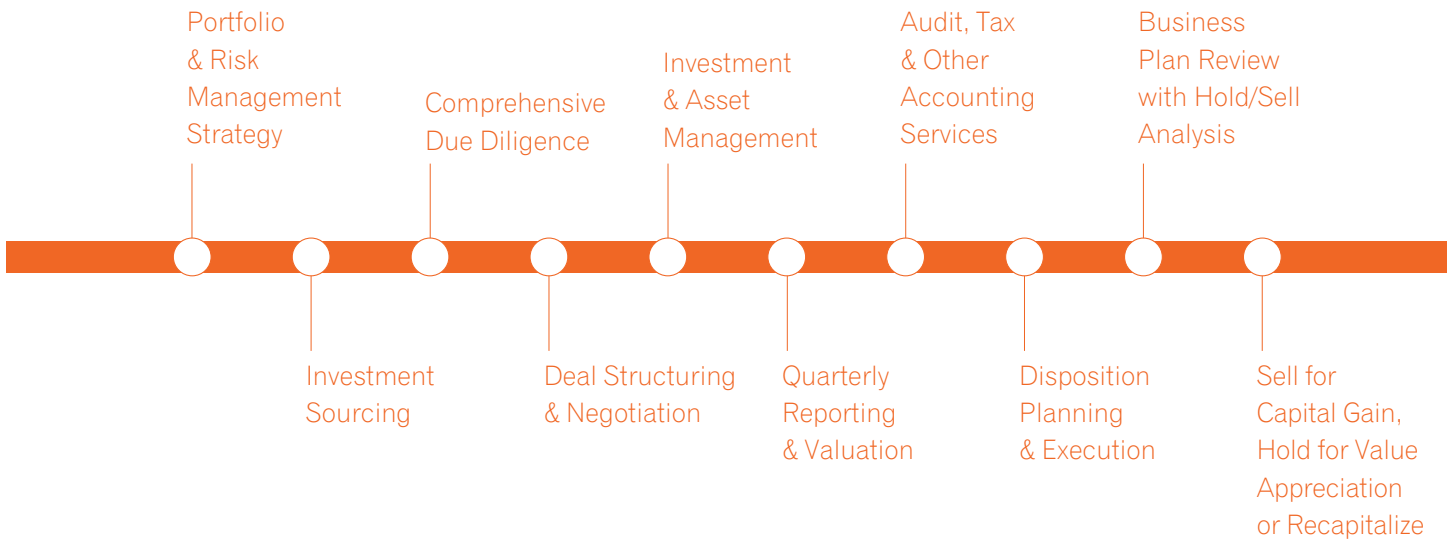 Portfolio
& Risk
Management
Strategy
Investment
Sourcing
Comprehensive
Due Diligence
Deal Structuring
& Negotiation
Investment
& Asset
Management
Quarterly
Reporting
& Valuation
Audit, Tax
& Other
Accounting
Services
Disposition
Planning
& Execution
Business
Plan Review
with Hold/Sell
Analysis
Sell for
Capital Gain,
Hold for Value
Appreciation
or Recapitalize